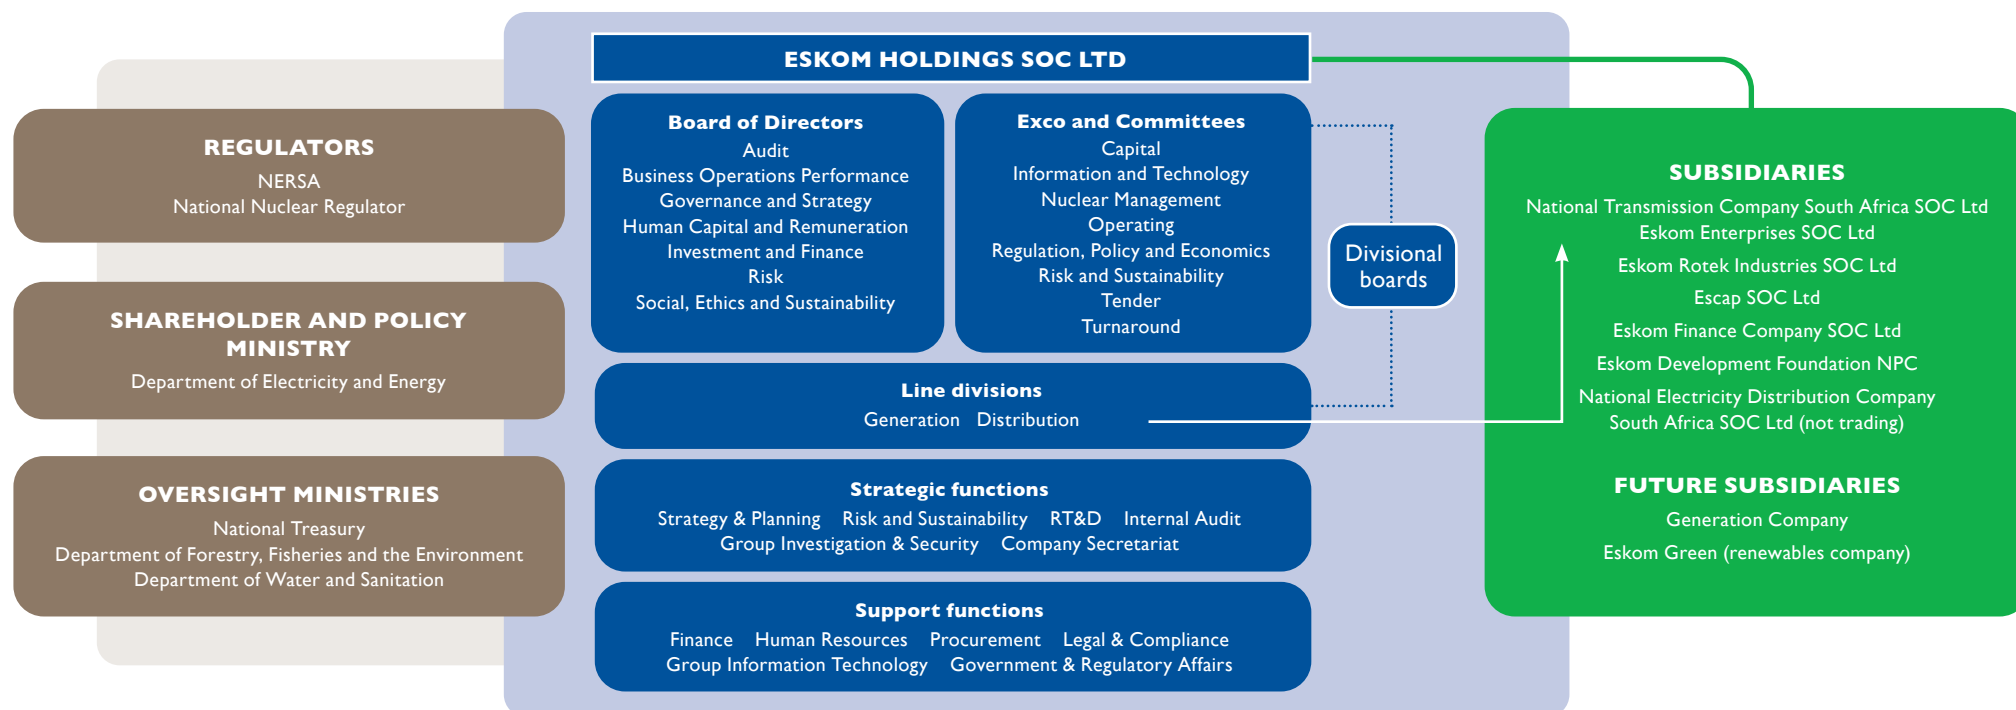 ESKOM HOLDINGS SOC LTD
REGULATORS
NERSA
National Nuclear Regulator
SHAREHOLDER AND POLICY
MINISTRY
Department of Electricity and Energy
OVERSIGHT MINISTRIES
National Treasury
Department of Forestry, Fisheries and the Environment
Department of Water and Sanitation
Board of Directors
Audit
Business Operations Performance
Governance and Strategy
Human Capital and Remuneration
Investment and Finance
Risk
Social, Ethics and Sustainability
Exco and Committees
Capital
Information and Technology
Nuclear Management
Operating
Regulation, Policy and Economics
Risk and Sustainability
Tender
Turnaround
Divisional
boards
Line divisions
Generation Distribution
Strategic functions
Strategy & Planning Risk and Sustainability RT&D Internal Audit
Group Investigation & Security Company Secretariat
Support functions
Finance Human Resources Procurement Legal & Compliance
Group Information Technology Government & Regulatory Affairs
SUBSIDIARIES
National Transmission Company South Africa SOC Ltd
Eskom Enterprises SOC Ltd
Eskom Rotek Industries SOC Ltd
Escap SOC Ltd
Eskom Finance Company SOC Ltd
Eskom Development Foundation NPC
National Electricity Distribution Company
South Africa SOC Ltd (not trading)
FUTURE SUBSIDIARIES
Generation Company
Eskom Green (renewables company)